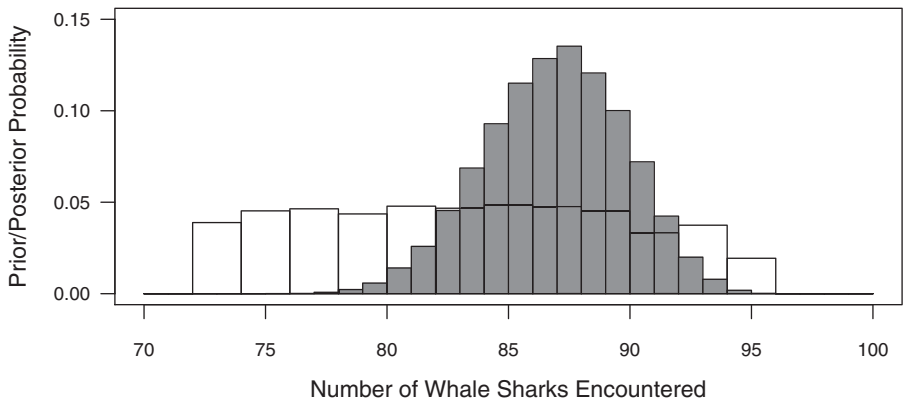 Prior/Posterior Probability
0.15
0.10
0.05
0.00
70 75 80 85 90 95 100
Number of Whale Sharks Encountered